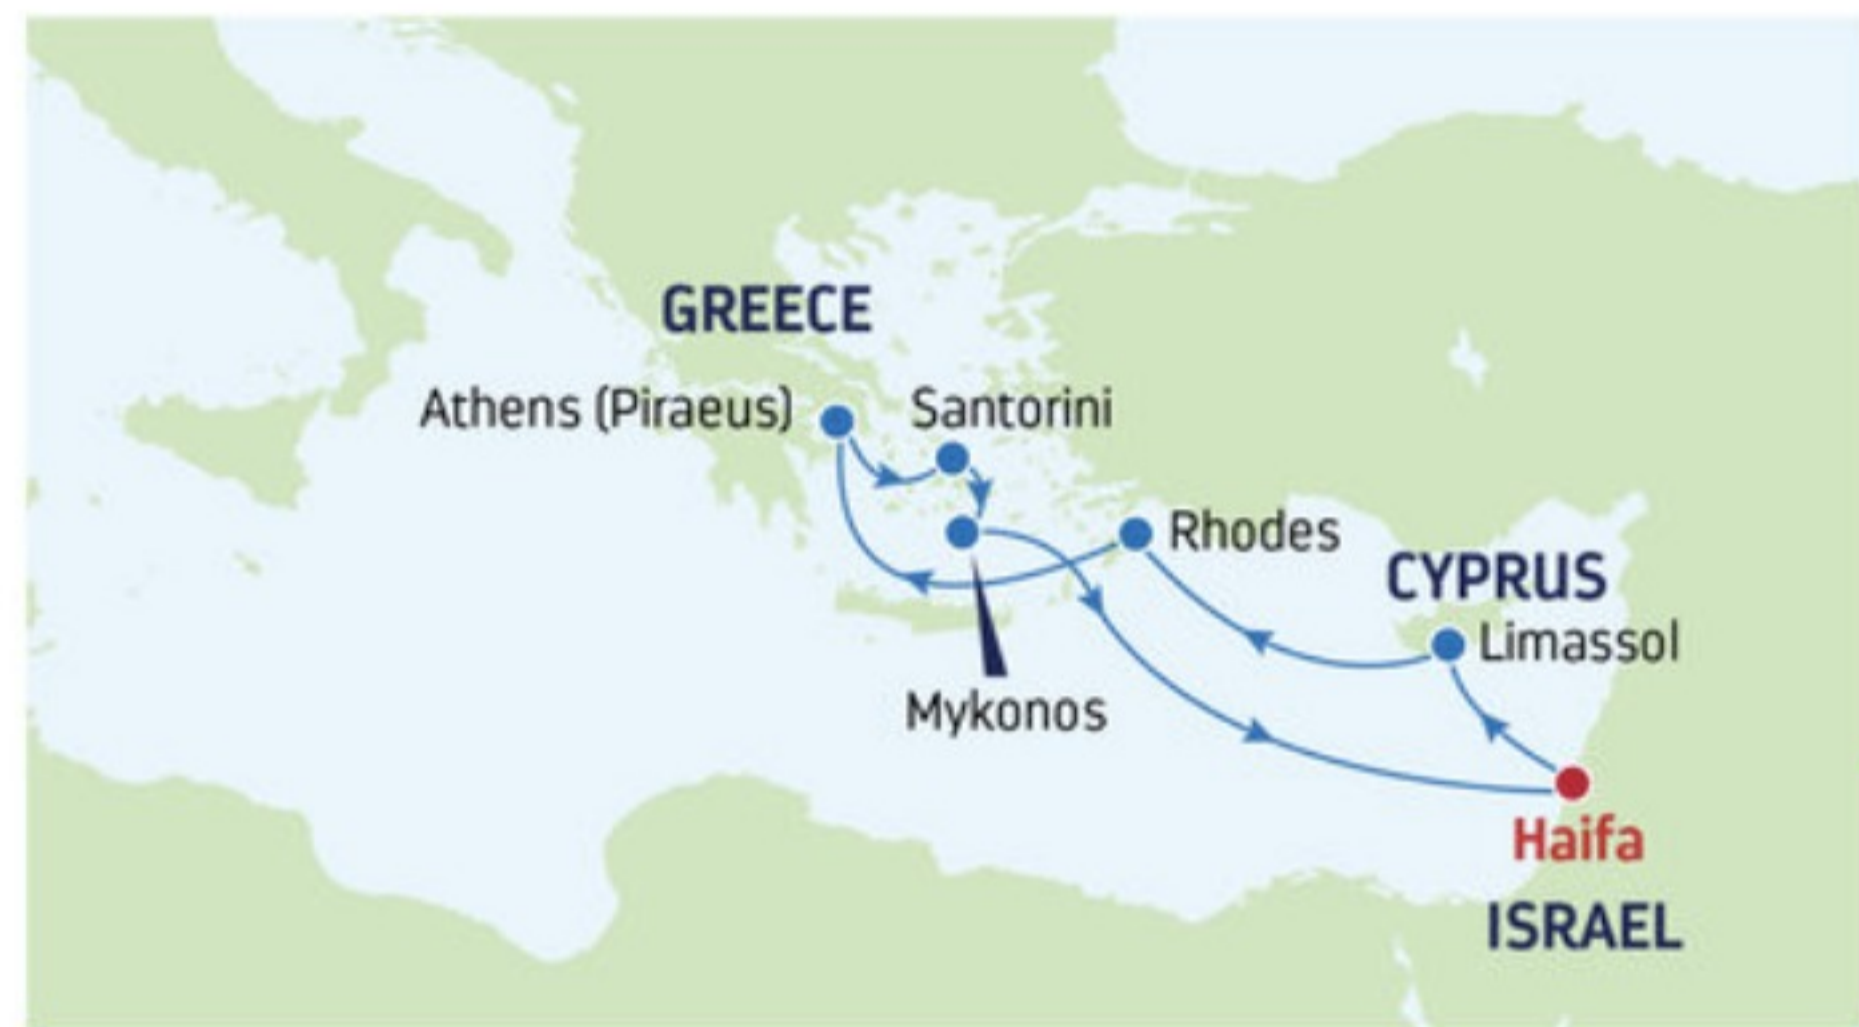 GREECE
Athens (Piraeus)
Santorini
Rhodes
CYPRUS
Limassol
Mykonos
Haifa
ISRAEL